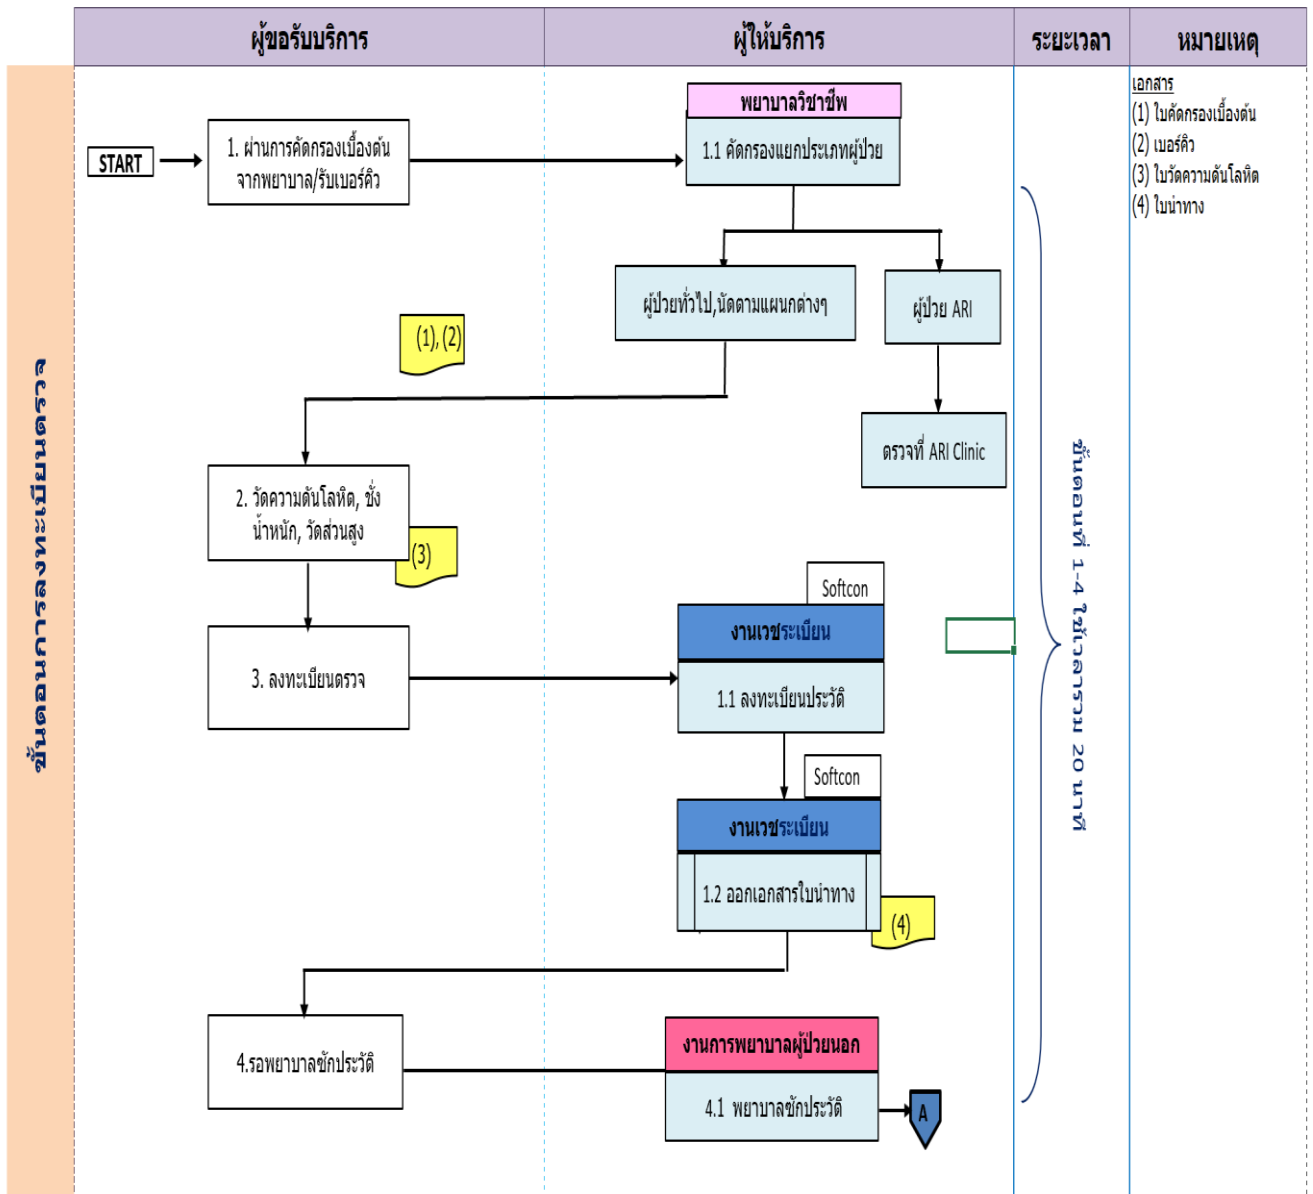 ผู้ขอรับบริการ
ผู้ให้บริการ
ระยะเวลา
หมายเหตุ
ขั้นตอนการลงทะเบียนตรวจ
START
1. ผ่านการคัดกรองเบื้องต้น
จากพยาบาล/รับเบอร์คิว
พยาบาลวิชาชีพ
1.1 คัดกรองแยกประเภทผู้ป่วย
เอกสาร
(1) ใบคัดกรองเบื้องต้น
(2) เบอร์คิว
(3) ใบวัดความดันโลหิต
(4) ใบนำทาง
ผู้ป่วยทั่วไป,นัดตามแผนกต่างๆ
ผู้ป่วย ARI
(1), (2)
ตรวจที่ ARI Clinic
2. วัดความดันโลหิต, ชั่ง
น้ำหนัก, วัดส่วนสูง
(3)
ขั้นตอนที่ 1-4 ใช้เวลารวม 20 นาที
Softcon
งานเวชระเบียน
3. ลงทะเบียนตรวจ
1.1 ลงทะเบียนประวัติ
Softcon
งานเวชระเบียน
1.2 ออกเอกสารใบนำทาง
(4)
4.รอพยาบาลซักประวัติ
งานการพยาบาลผู้ป่วยนอก
4.1 พยาบาลซักประวัติ
A